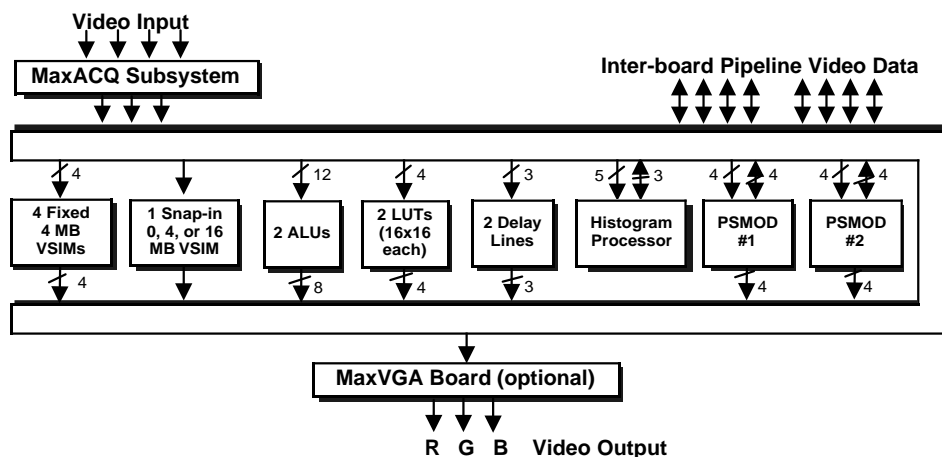 Video Input
MaxACQ Subsystem
Inter-board Pipeline Video Data
4
12
4
3
5
3
4
4
4
4
4 Fixed
4 MB
VSIMs
1 Snap-in
0, 4, or 16
MB VSIM
2 ALUs
2 LUTs
(16x16
each)
2 Delay
Lines
Histogram
Processor
PSMOD
#1
PSMOD
#2
4
8
4
3
4
4
MaxVGA Board (optional)
R G B Video Output